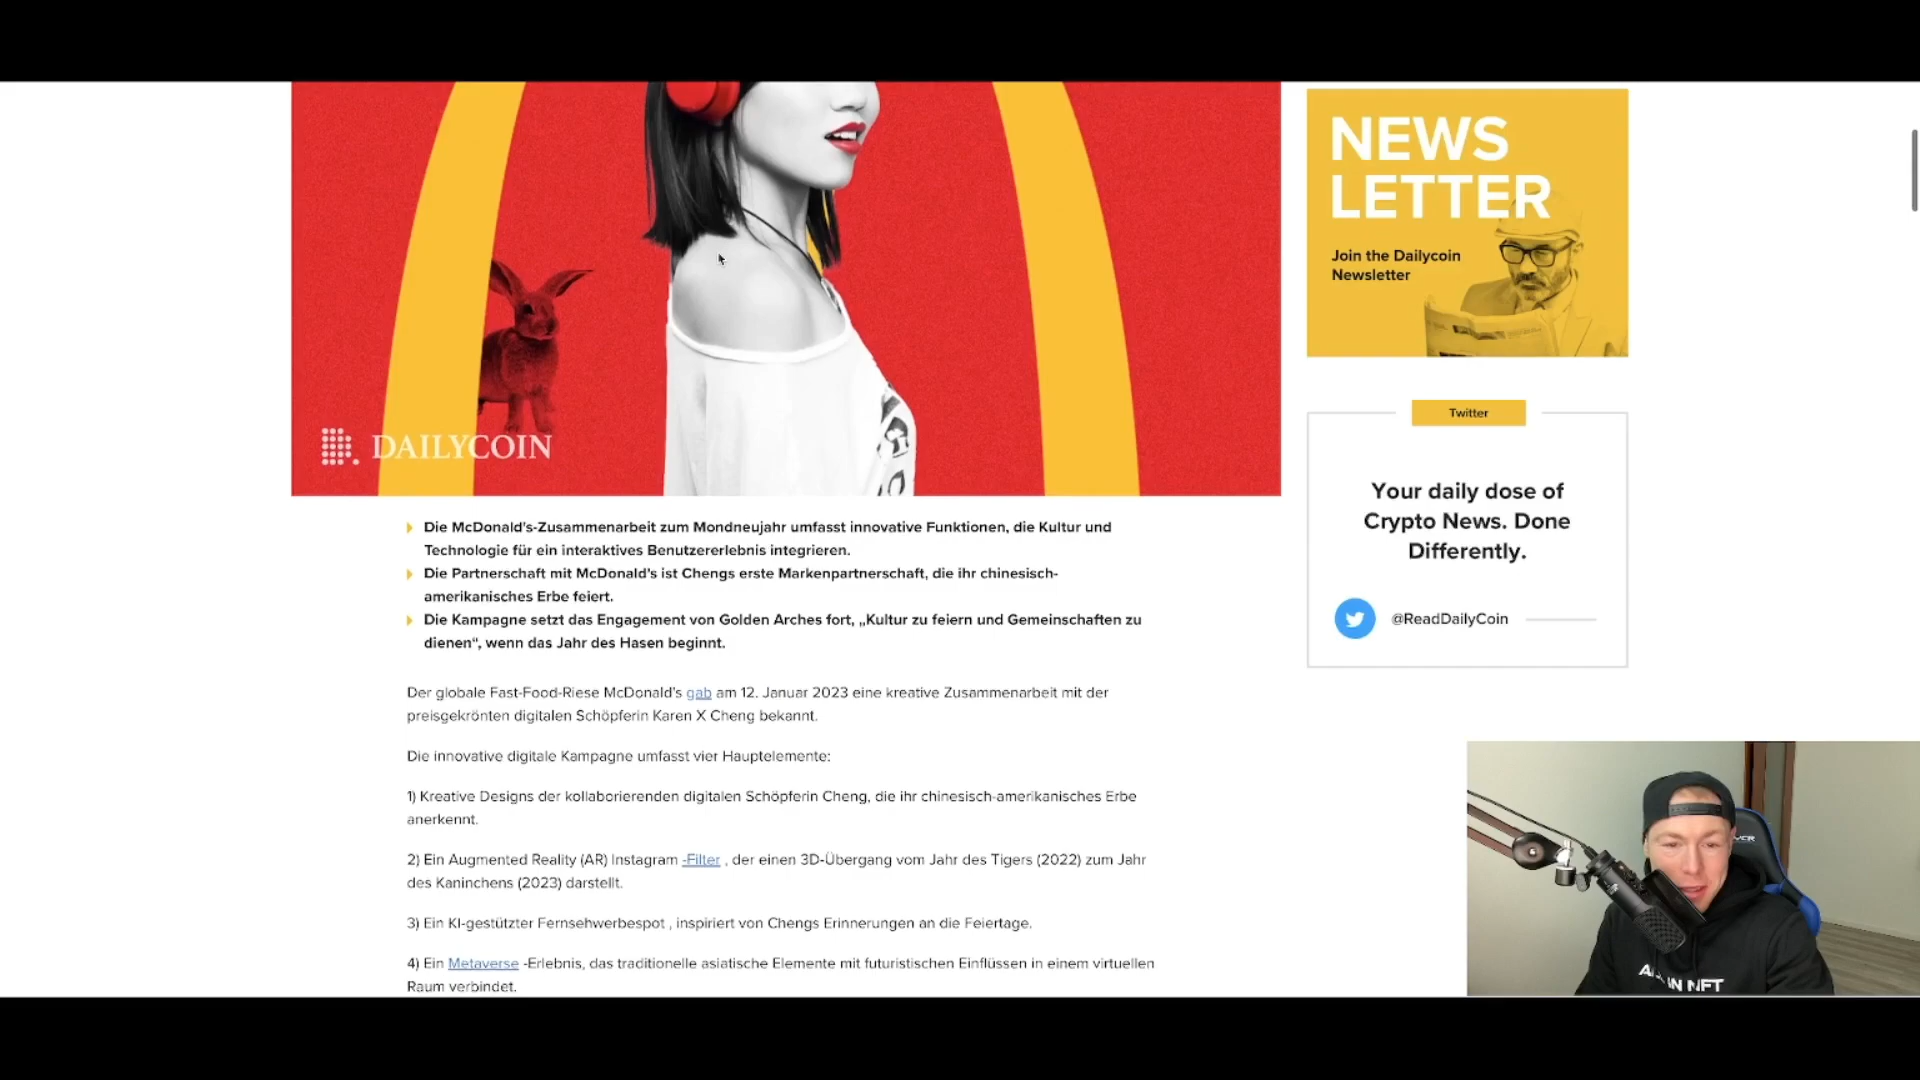 NEWS
LETTER
Join the Dailycoin
Newsletter
DAILYCOIN
Twitter
Your daily dose of
Crypto News. Done
Differently.
@ReadDailyCoin
Die McDonald's-Zusammenarbeit zum Mondneujahr umfasst innovative Funktionen, die Kultur und
Technologie für ein interaktives Benutzererlebnis integrieren.
Die Partnerschaft mit McDonald's ist Chengs erste Markenpartnerschaft, die ihr chinesisch-
amerikanisches Erbe feiert.
Die Kampagne setzt das Engagement von Golden Arches fort, „Kultur zu feiern und Gemeinschaften zu
dienen“, wenn das Jahr des Hasen beginnt.
Der globale Fast-Food-Riese McDonald's gab am 12. Januar 2023 eine kreative Zusammenarbeit mit der
preisgekrönten digitalen Schöpferin Karen X Cheng bekannt.
Die innovative digitale Kampagne umfasst vier Hauptelemente:
1) Kreative Designs der kollaborierenden digitalen Schöpferin Cheng, die ihr chinesisch-amerikanisches Erbe
anerkennt.
2) Ein Augmented Reality (AR) Instagram -Filter , der einen 3D-Übergang vom Jahr des Tigers (2022) zum Jahr
des Kaninchens (2023) darstellt.
3) Ein KI-gestützter Fernsehwerbespot , inspiriert von Chengs Erinnerungen an die Feiertage.
4) Ein Metaverse -Erlebnis, das traditionelle asiatische Elemente mit futuristischen Einflüssen in einem virtuellen
Raum verbindet.
IN NFT